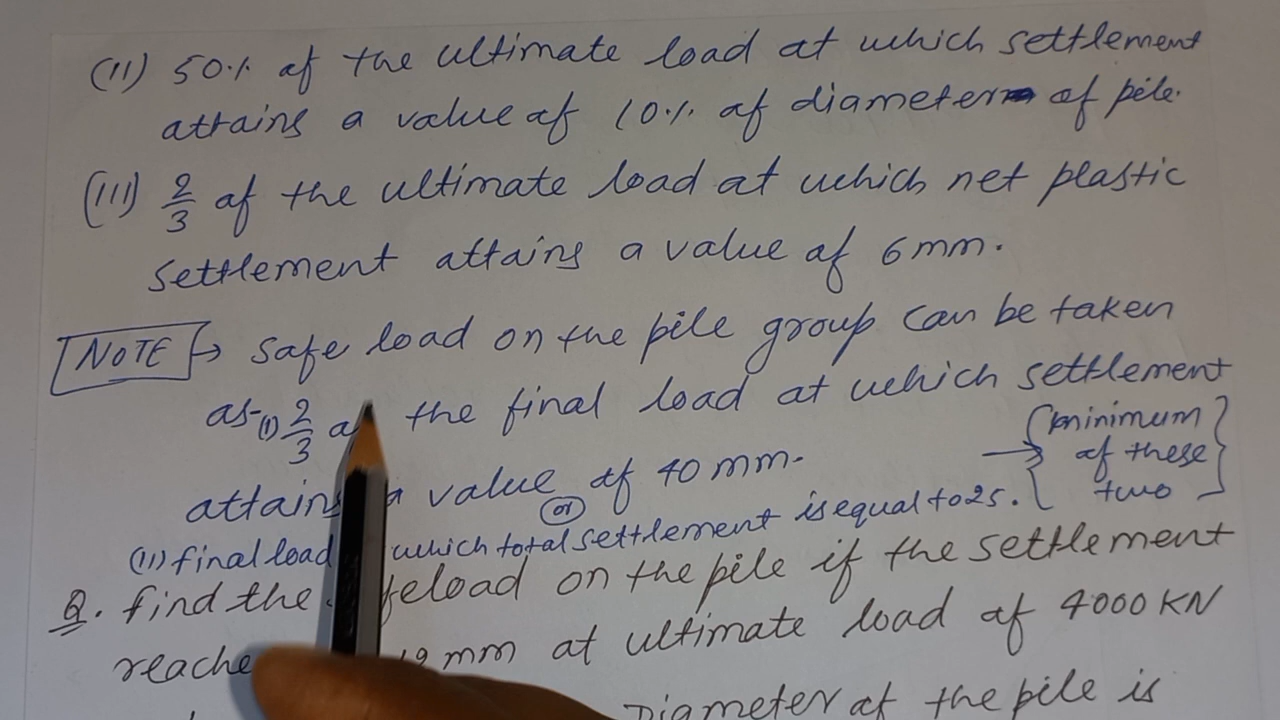 (II) 50% of the ultimate load at which settlement
attains a value of 10% of diameter of pile.
(III) 2/3 of the ultimate load at which net plastic
settlement attains a value of 6mm.
NOTE → Safe load on the pile group can be taken
as- (I) 2/3 of the final load at which settlement
attains a value of 40mm.
(or)
(II) final load which total settlement is equal to 25. → {minimum
of these
two}
Q. find the load on the pile if the settlement
reache mm at ultimate load of 4000 KN
Diameter of the pile is